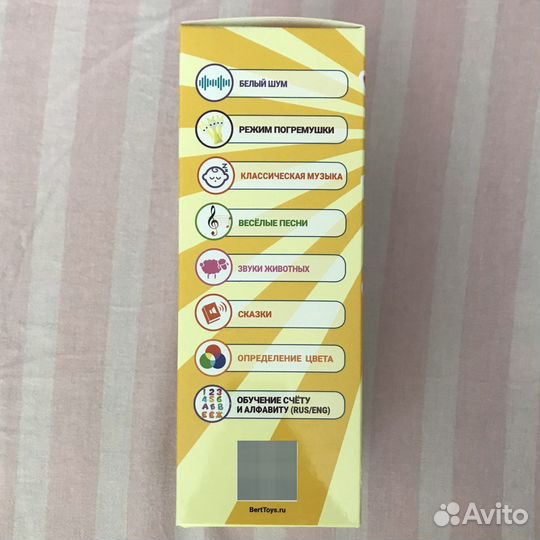 БЕЛЫЙ ШУМ
РЕЖИМ ПОГРЕМУШКИ
КЛАССИЧЕСКАЯ МУЗЫКА
ВЕСЁЛЫЕ ПЕСНИ
ЗВУКИ ЖИВОТНЫХ
СКАЗКИ
ОПРЕДЕЛЕНИЕ ЦВЕТА
ОБУЧЕНИЕ СЧЁТУ
И АЛФАВИТУ (RUS/ENG)
BertToys.ru
Avito